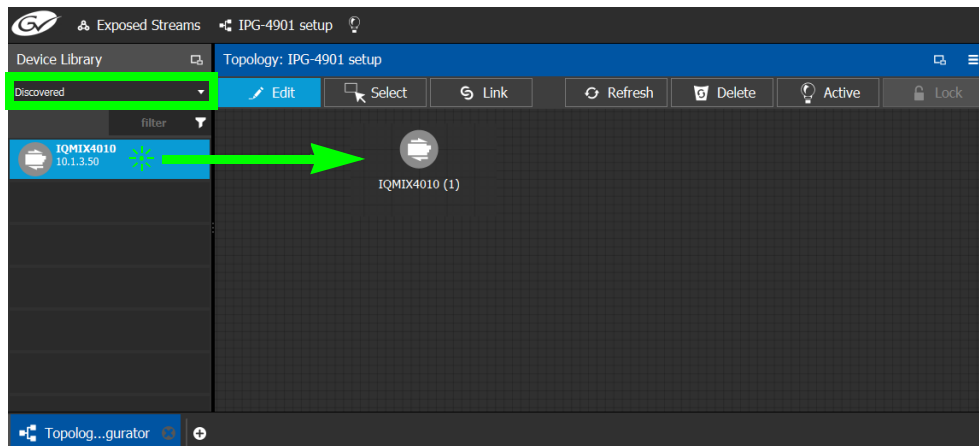 GV Exposed Streams IPG-4901 setup
Device Library
Topology: IPG-4901 setup
Discovered
Edit Select Link Refresh Delete Active Lock
filter
IQMIX4010
10.1.3.50
IQMIX4010 (1)
Topolog...gurator